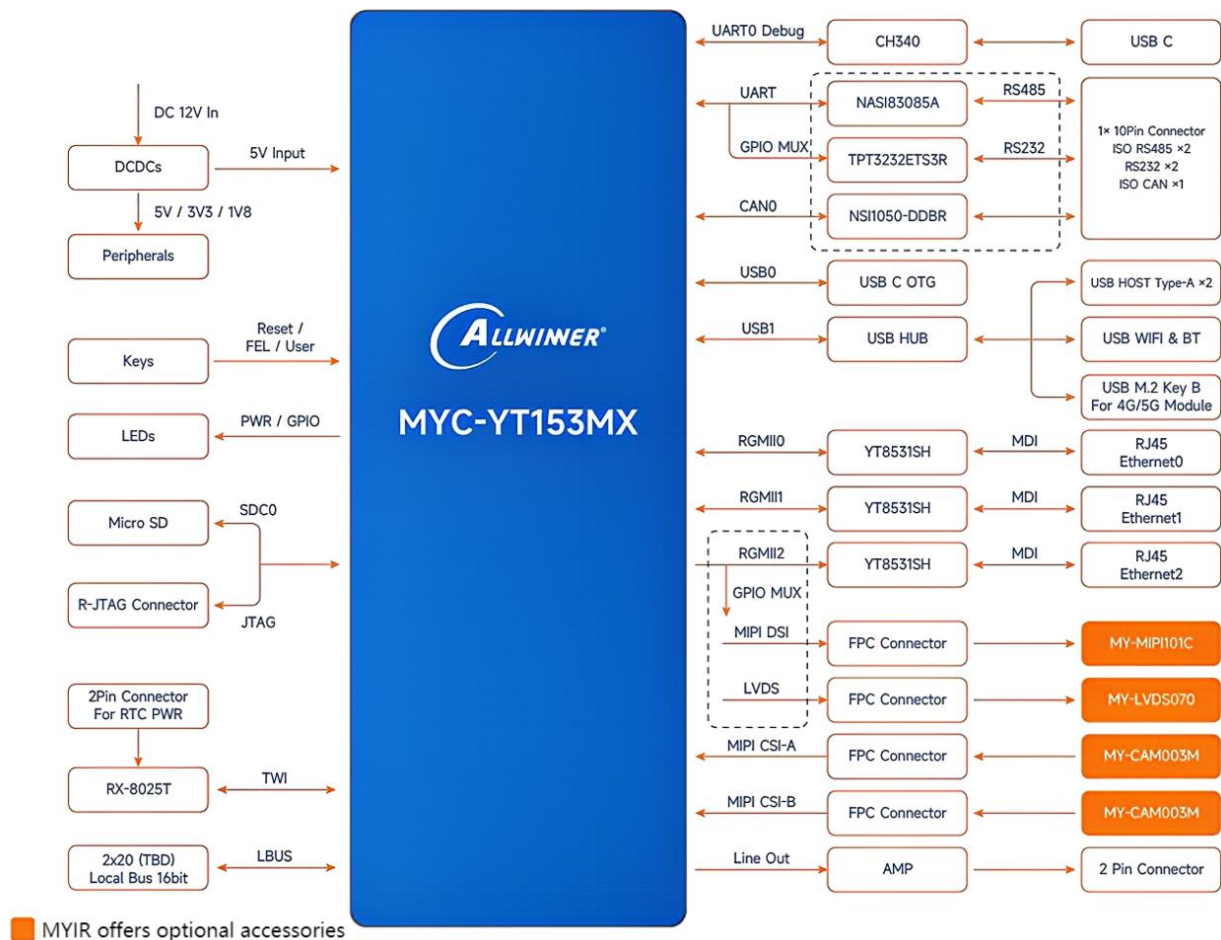 DC 12V In
DCDCs
5V Input
5V / 3V3 / 1V8
Peripherals
Keys
Reset /
FEL / User
LEDs
PWR / GPIO
Micro SD
SDC0
R-JTAG Connector
JTAG
2Pin Connector
For RTC PWR
RX-8025T
TWI
2x20 (TBD)
Local Bus 16bit
LBUS
MYIR offers optional accessories
ALLWINNER®
MYC-YT153MX
UART0 Debug
CH340
USB C
UART
NASI83085A
RS485
GPIO MUX
TPT3232ETS3R
RS232
CAN0
NSI1050-DDBR
1× 10Pin Connector
ISO RS485 ×2
RS232 ×2
ISO CAN ×1
USB0
USB C OTG
USB1
USB HUB
USB HOST Type-A ×2
USB WIFI & BT
USB M.2 Key B
For 4G/5G Module
RGMII0
YT8531SH
MDI
RJ45
Ethernet0
RGMII1
YT8531SH
MDI
RJ45
Ethernet1
RGMII2
YT8531SH
MDI
RJ45
Ethernet2
GPIO MUX
MIPI DSI
FPC Connector
MY-MIPI101C
LVDS
FPC Connector
MY-LVDS070
MIPI CSI-A
FPC Connector
MY-CAM003M
MIPI CSI-B
FPC Connector
MY-CAM003M
Line Out
AMP
2 Pin Connector